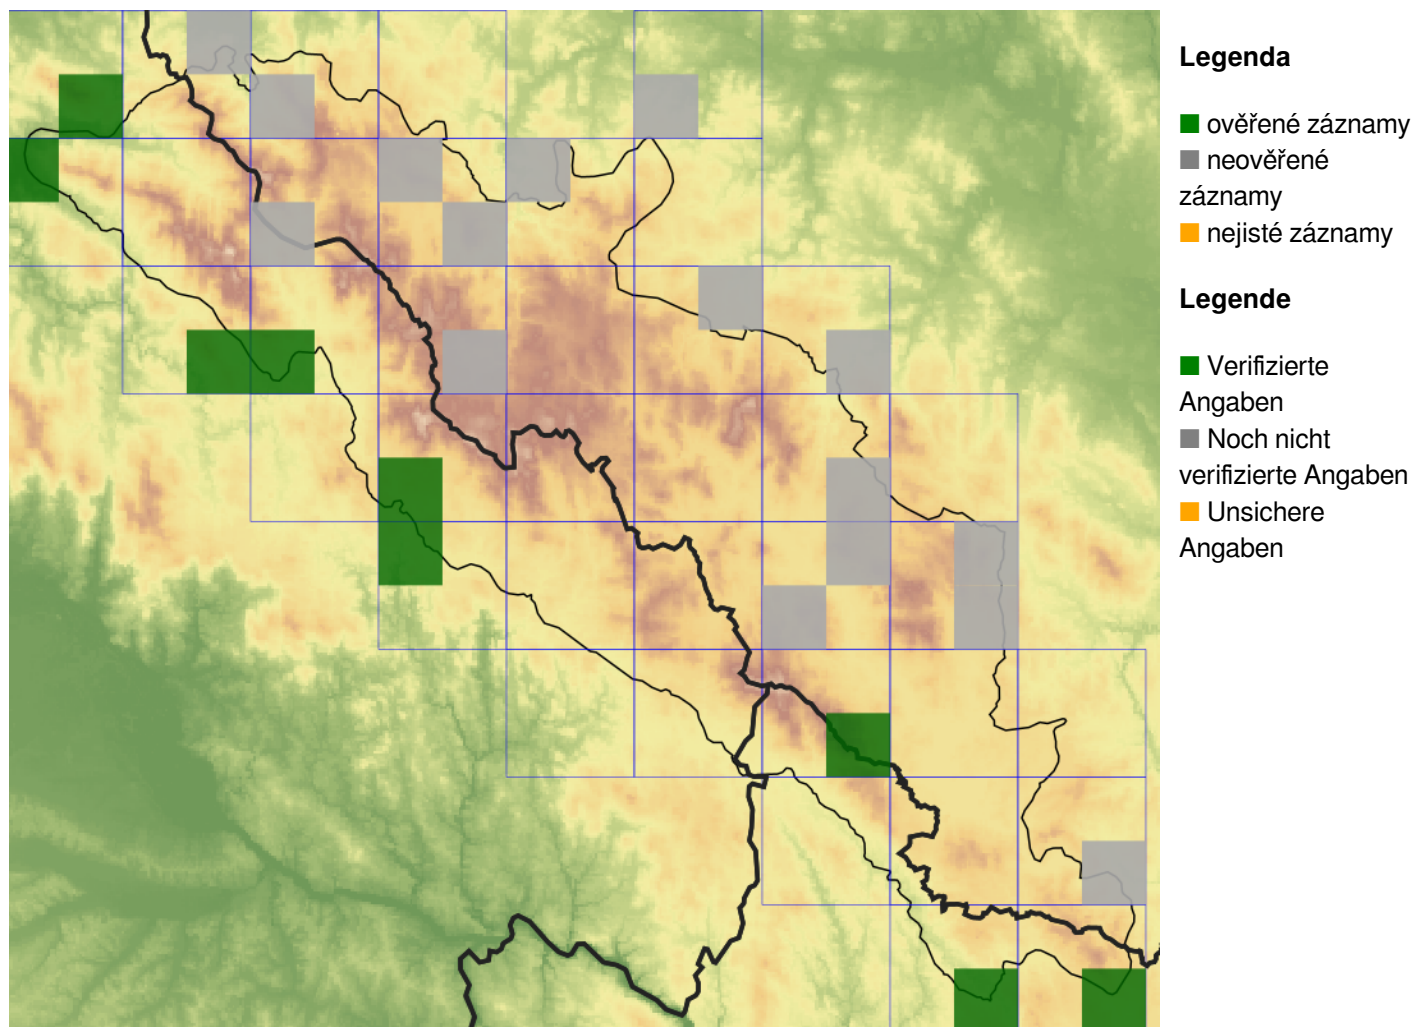 Legenda
ověřené záznamy
neověřené
záznamy
nejisté záznamy
Legende
Verifizierte
Angaben
Noch nicht
verifizierte Angaben
Unsichere
Angaben